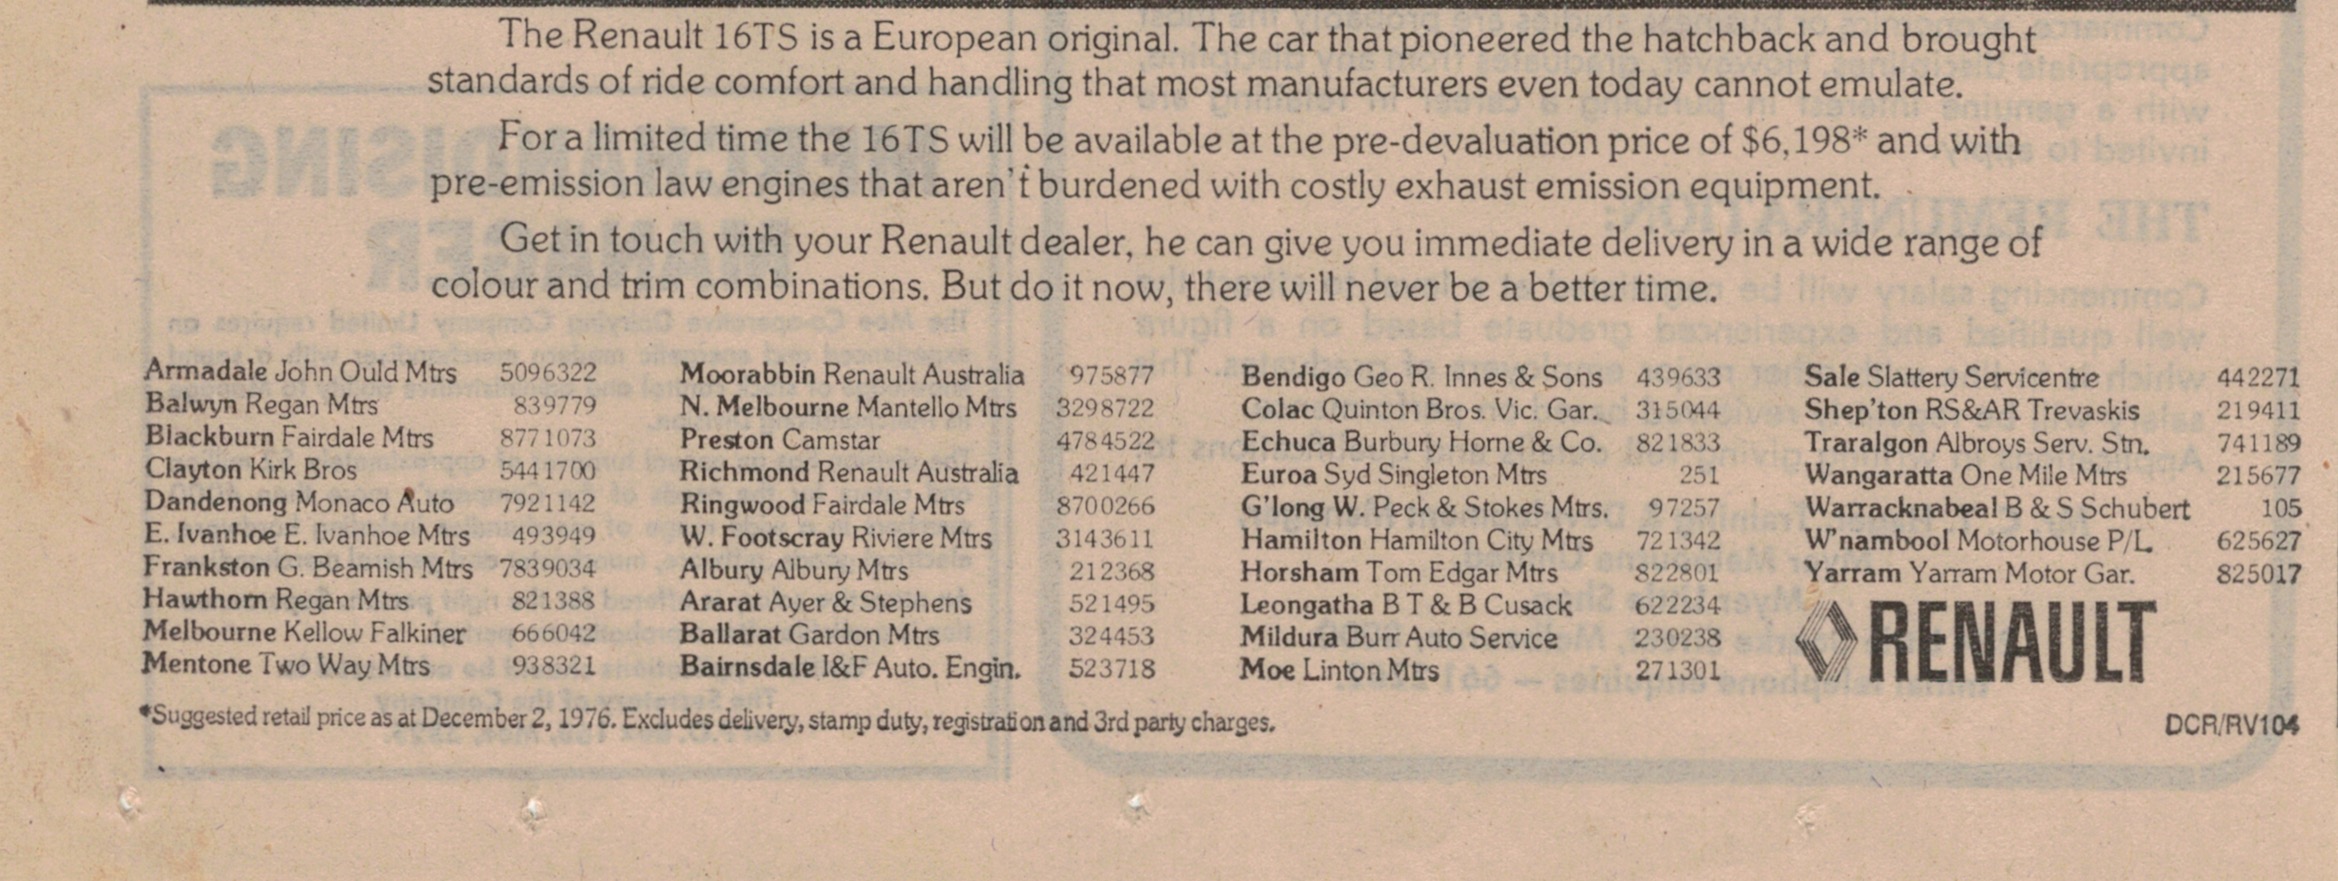 The Renault 16TS is a European original. The car that pioneered the hatchback and brought
standards of ride comfort and handling that most manufacturers even today cannot emulate.
For a limited time the 16TS will be available at the pre-devaluation price of $6,198* and with
pre-emission law engines that aren't burdened with costly exhaust emission equipment.
Get in touch with your Renault dealer, he can give you immediate delivery in a wide range of
colour and trim combinations. But do it now, there will never be a better time.
Armadale John Ould Mtrs 5096322
Balwyn Regan Mtrs 839779
Blackburn Fairdale Mtrs 8771073
Clayton Kirk Bros 5441700
Dandenong Monaco Auto 7921142
E. Ivanhoe E. Ivanhoe Mtrs 493949
Frankston G. Beamish Mtrs 7839034
Hawthorn Regan Mtrs 821388
Melbourne Kellow Falkiner 666042
Mentone Two Way Mtrs 938321
Moorabbin Renault Australia 975877
N. Melbourne Mantello Mtrs 3298722
Preston Camstar 4784522
Richmond Renault Australia 421447
Ringwood Fairdale Mtrs 8700266
W. Footscray Riviere Mtrs 3143611
Albury Albury Mtrs 212368
Ararat Ayer & Stephens 521495
Ballarat Gardon Mtrs 324453
Bairnsdale I&F Auto. Engin. 523718
Bendigo Geo R. Innes & Sons 439633
Colac Quinton Bros. Vic. Gar. 315044
Echuca Burbury Horne & Co. 821833
Euroa Syd Singleton Mtrs 251
G'long W. Peck & Stokes Mtrs. 97257
Hamilton Hamilton City Mtrs 721342
Horsham Tom Edgar Mtrs 822801
Leongatha B T & B Cusack 622234
Mildura Burr Auto Service 230238
Moe Linton Mtrs 271301
Sale Slattery Servicentre 442271
Shep'ton RS&AR Trevaskis 219411
Traralgon Albroys Serv. Stn. 741189
Wangaratta One Mile Mtrs 215677
Warracknabeal B & S Schubert 105
W'nambool Motorhouse P/L. 625627
Yarram Yarram Motor Gar. 825017
RENAULT
*Suggested retail price as at December 2, 1976. Excludes delivery, stamp duty, registration and 3rd party charges.
DCR/RV104